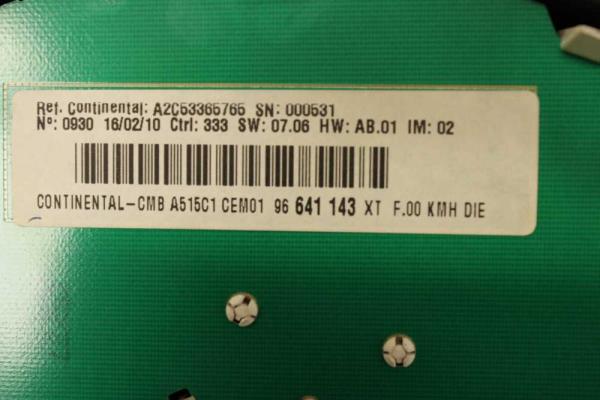 Ref. Continental: A2C53365765 SN: 000531
Nº: 0930 16/02/10 Ctrl: 333 SW: 07.06 HW: AB.01 IM: 02
CONTINENTAL-CMB A515C1 CEM01 96 641 143 XT F.00 KMH DIE